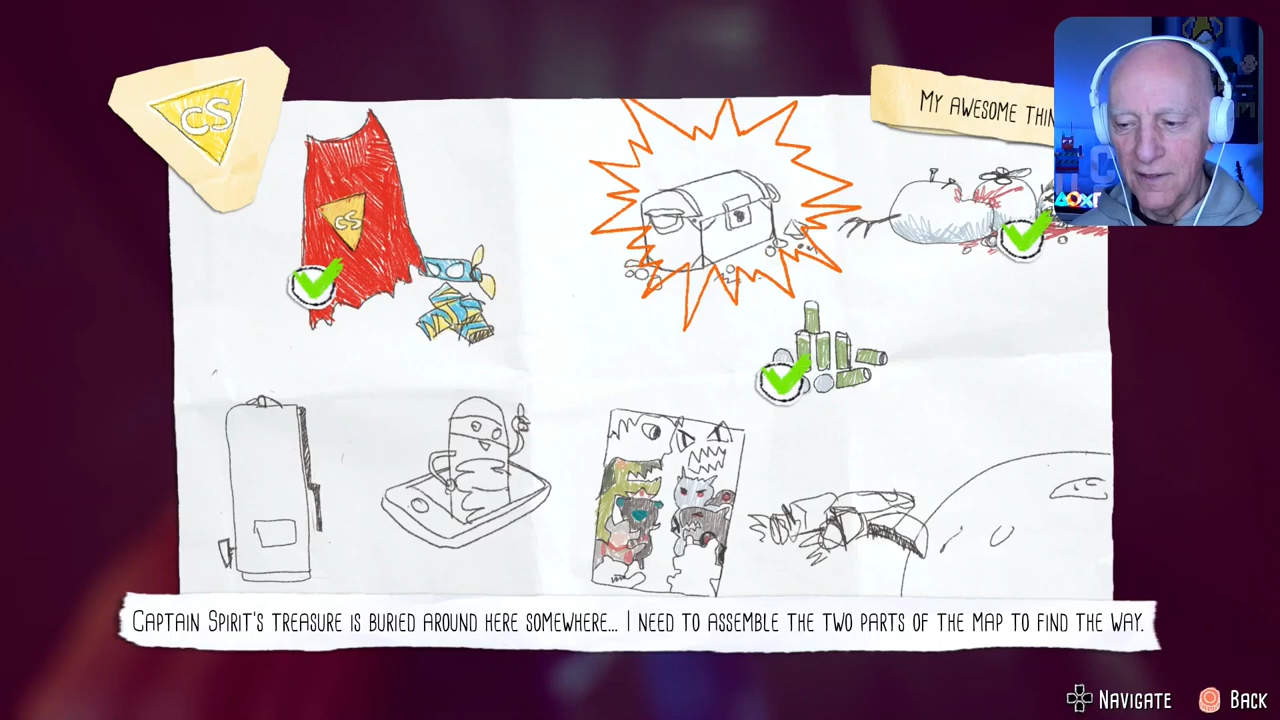 CS
MY AWESOME
CS
CAPTAIN SPIRIT'S TREASURE IS BURIED AROUND HERE SOMEWHERE... I NEED TO ASSEMBLE THE TWO PARTS OF THE MAP TO FIND THE WAY.
NAVIGATE
BACK